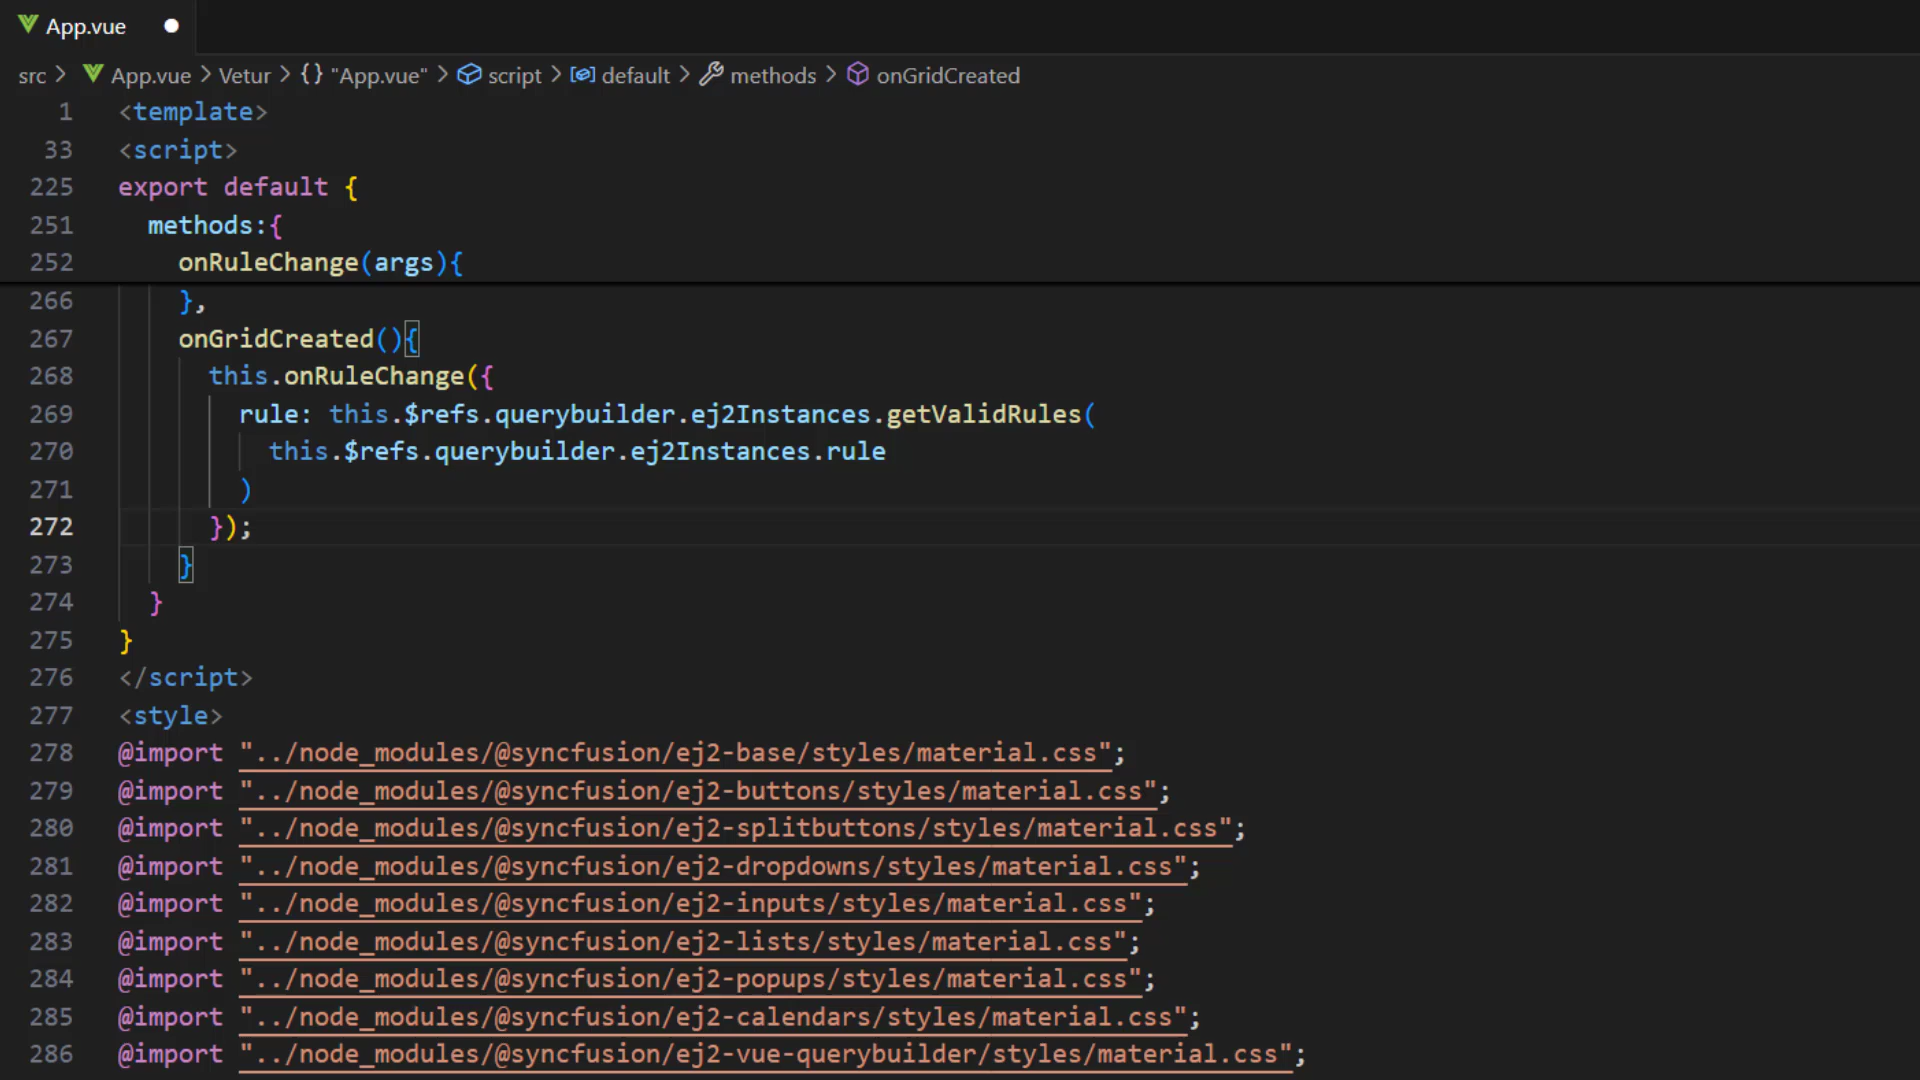 App.vue
src > App.vue > Vetur > {} "App.vue" > script > default > methods > onGridCreated
1 <template>
33 <script>
225 export default {
251 methods:{
252 onRuleChange(args){
266 },
267 onGridCreated(){
268 this.onRuleChange({
269 rule: this.$refs.querybuilder.ej2Instances.getValidRules(
270 this.$refs.querybuilder.ej2Instances.rule
271 )
272 });
273 }
274 }
275 }
276 </script>
277 <style>
278 @import "../node_modules/@syncfusion/ej2-base/styles/material.css";
279 @import "../node_modules/@syncfusion/ej2-buttons/styles/material.css";
280 @import "../node_modules/@syncfusion/ej2-splitbuttons/styles/material.css";
281 @import "../node_modules/@syncfusion/ej2-dropdowns/styles/material.css";
282 @import "../node_modules/@syncfusion/ej2-inputs/styles/material.css";
283 @import "../node_modules/@syncfusion/ej2-lists/styles/material.css";
284 @import "../node_modules/@syncfusion/ej2-popups/styles/material.css";
285 @import "../node_modules/@syncfusion/ej2-calendars/styles/material.css";
286 @import "../node_modules/@syncfusion/ej2-vue-querybuilder/styles/material.css";